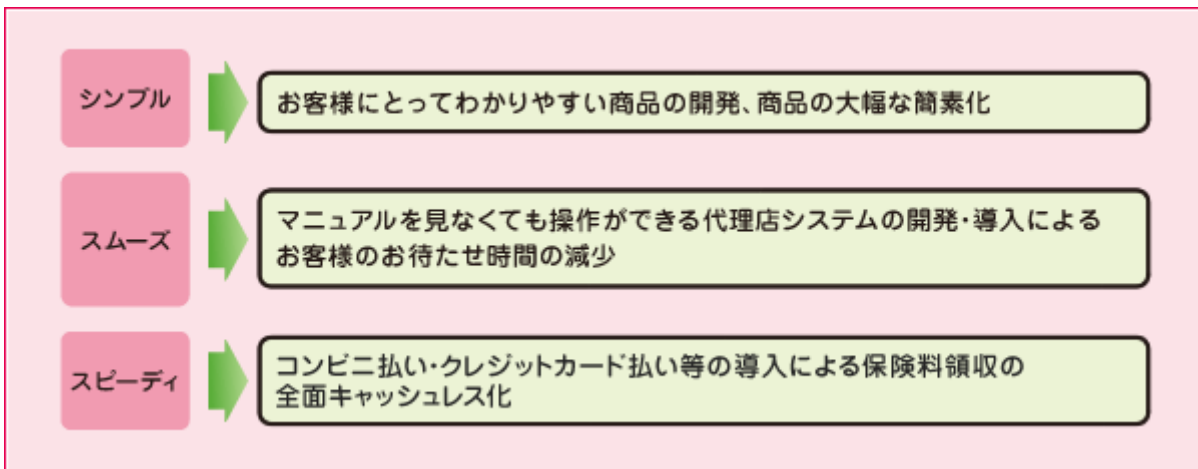 シンプル
お客様にとってわかりやすい商品の開発、商品の大幅な簡素化
スムーズ
マニュアルを見なくても操作ができる代理店システムの開発・導入による
お客様のお待たせ時間の減少
スピーディ
コンビニ払い・クレジットカード払い等の導入による保険料領収の
全面キャッシュレス化